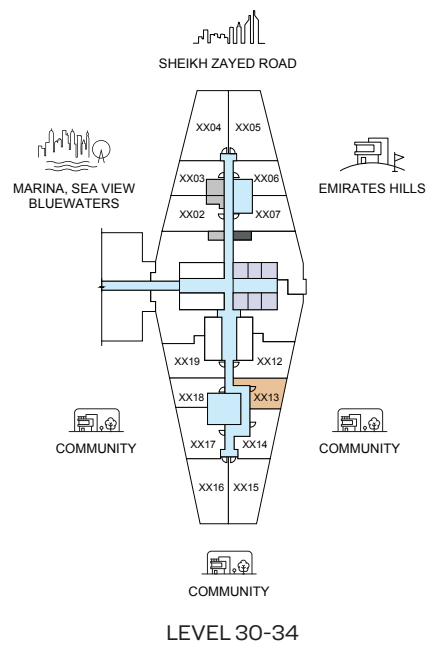 SHEIKH ZAYED ROAD
XX04
XX05
XX03
XX06
MARINA, SEA VIEW
BLUEWATERS
EMIRATES HILLS
XX02
XX07
XX19
XX12
XX18
XX13
COMMUNITY
COMMUNITY
XX17
XX14
XX16
XX15
COMMUNITY
LEVEL 30-34